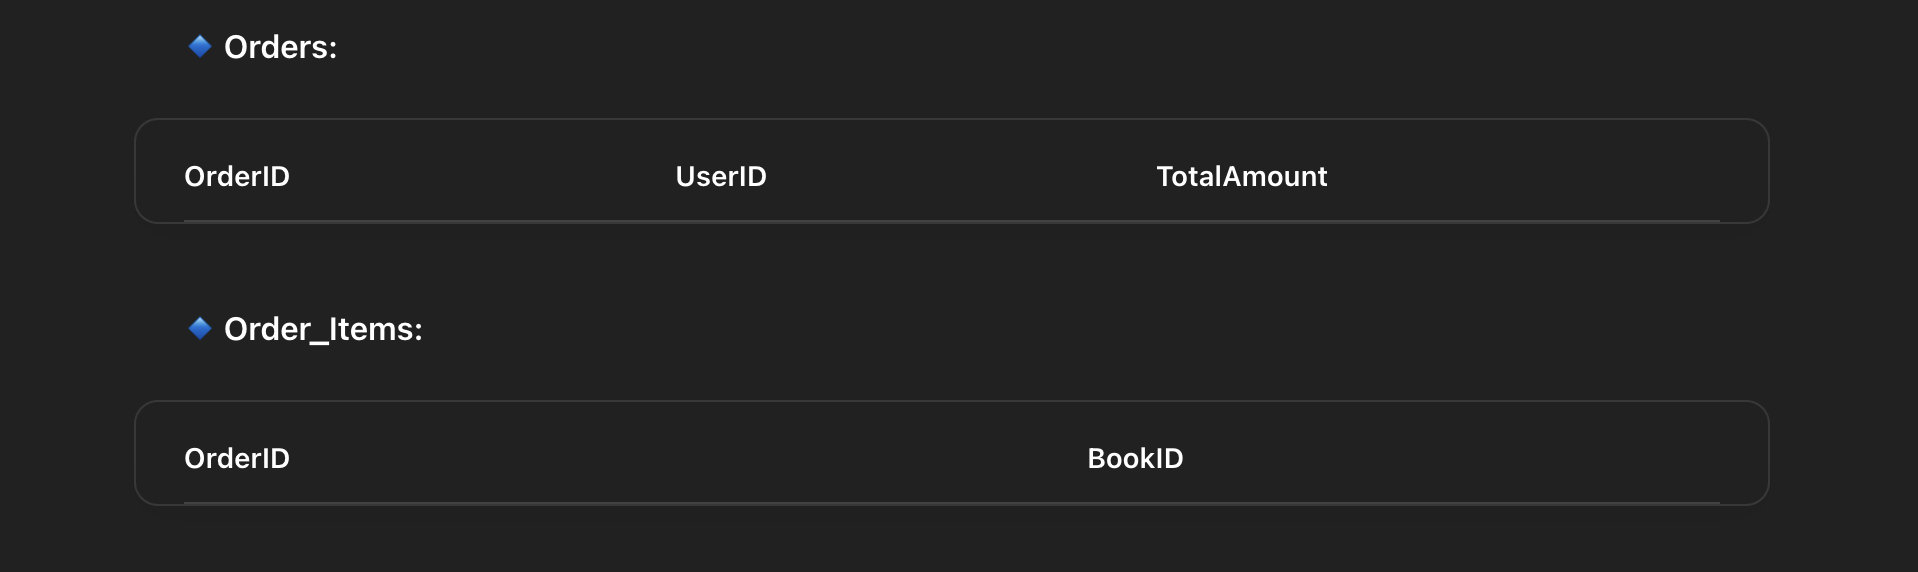 🔹 Orders:
OrderID UserID TotalAmount
🔹 Order_Items:
OrderID BookID